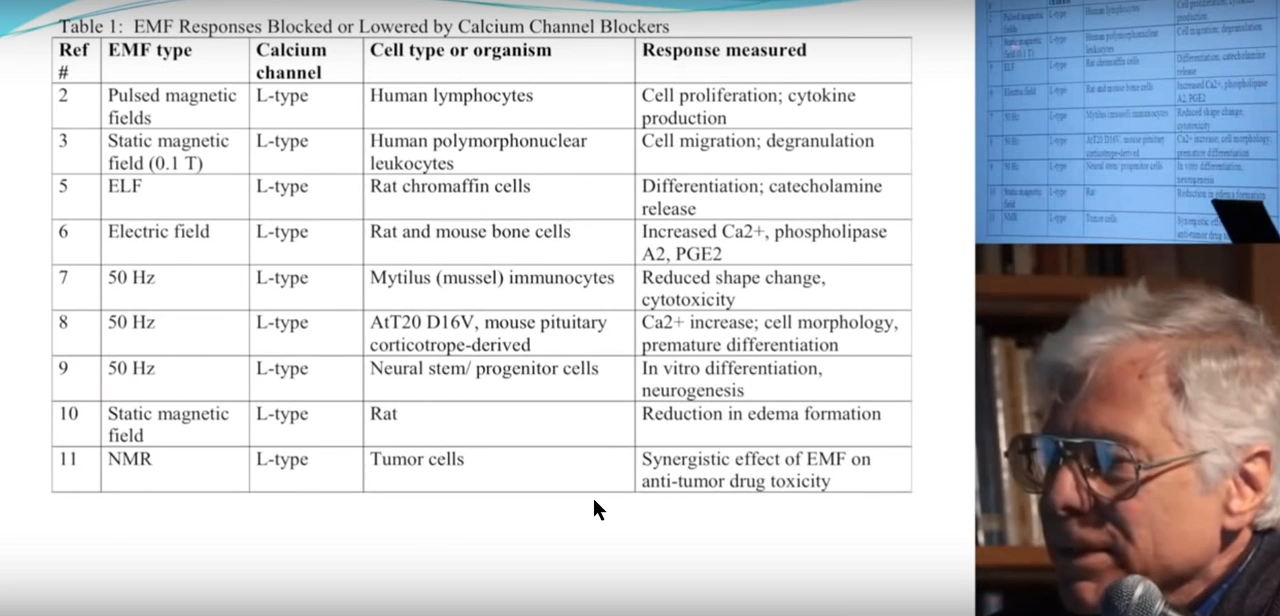 Table 1: EMF Responses Blocked or Lowered by Calcium Channel Blockers
Ref # EMF type Calcium channel Cell type or organism Response measured
2 Pulsed magnetic fields L-type Human lymphocytes Cell proliferation; cytokine production
3 Static magnetic field (0.1 T) L-type Human polymorphonuclear leukocytes Cell migration; degranulation
5 ELF L-type Rat chromaffin cells Differentiation; catecholamine release
6 Electric field L-type Rat and mouse bone cells Increased Ca2+, phospholipase A2, PGE2
7 50 Hz L-type Mytilus (mussel) immunocytes Reduced shape change, cytotoxicity
8 50 Hz L-type AtT20 D16V, mouse pituitary corticotrope-derived Ca2+ increase; cell morphology, premature differentiation
9 50 Hz L-type Neural stem/ progenitor cells In vitro differentiation, neurogenesis
10 Static magnetic field L-type Rat Reduction in edema formation
11 NMR L-type Tumor cells Synergistic effect of EMF on anti-tumor drug toxicity